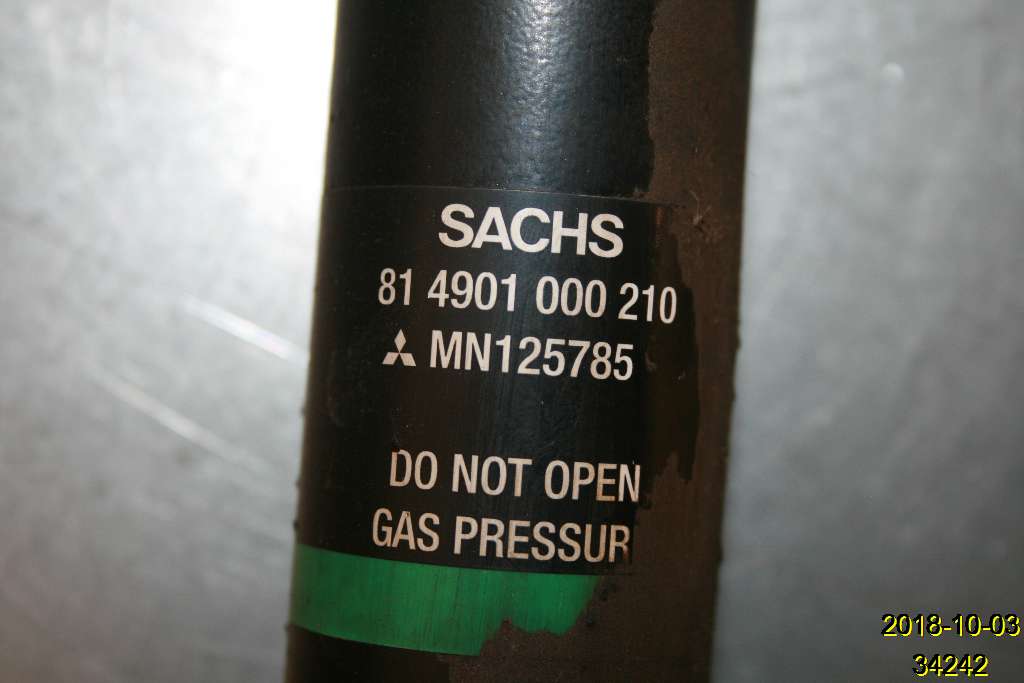 SACHS
81 4901 000 210
MN125785
DO NOT OPEN
GAS PRESSUR
2018-10-03
34242